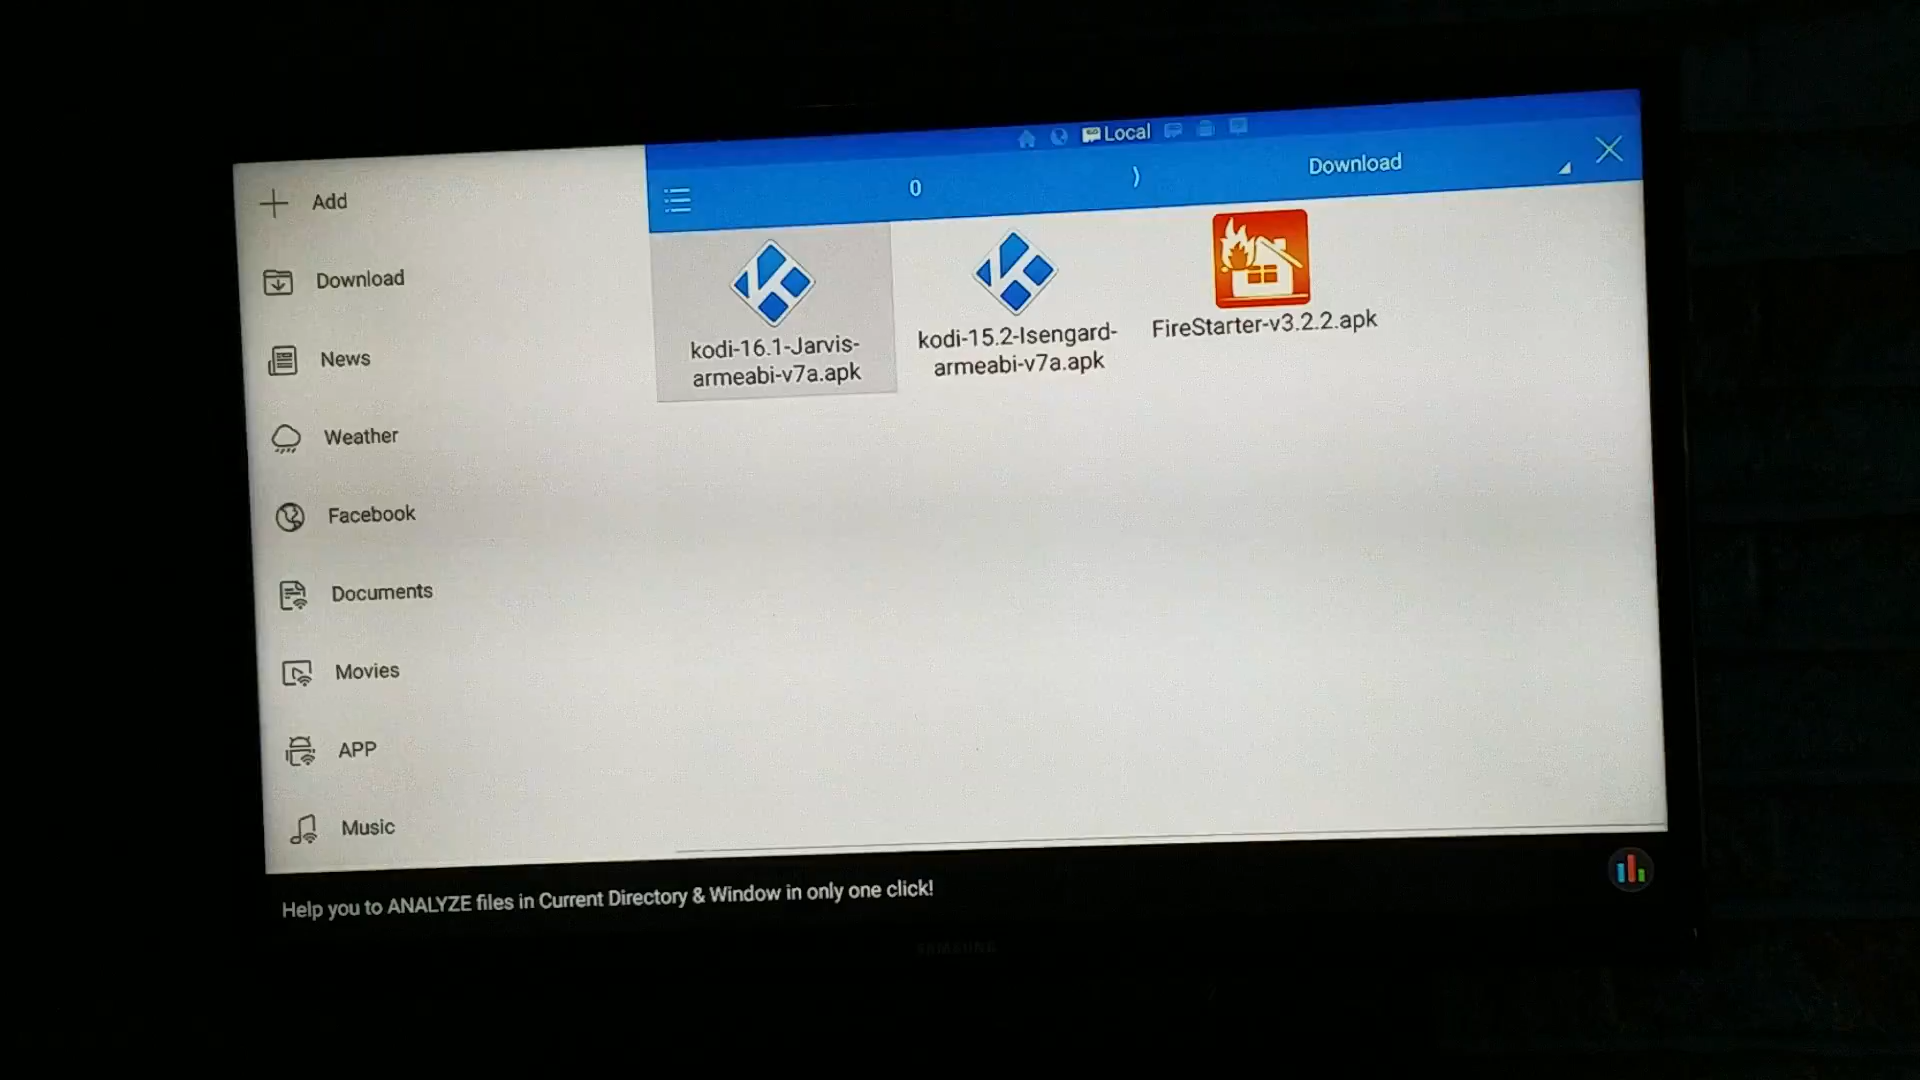 Local
0
⟩
Download
Add
Download
News
Weather
Facebook
Documents
Movies
APP
Music
kodi-16.1-Jarvis-
armeabi-v7a.apk
kodi-15.2-Isengard-
armeabi-v7a.apk
FireStarter-v3.2.2.apk
Help you to ANALYZE files in Current Directory & Window in only one click!
SAMSUNG